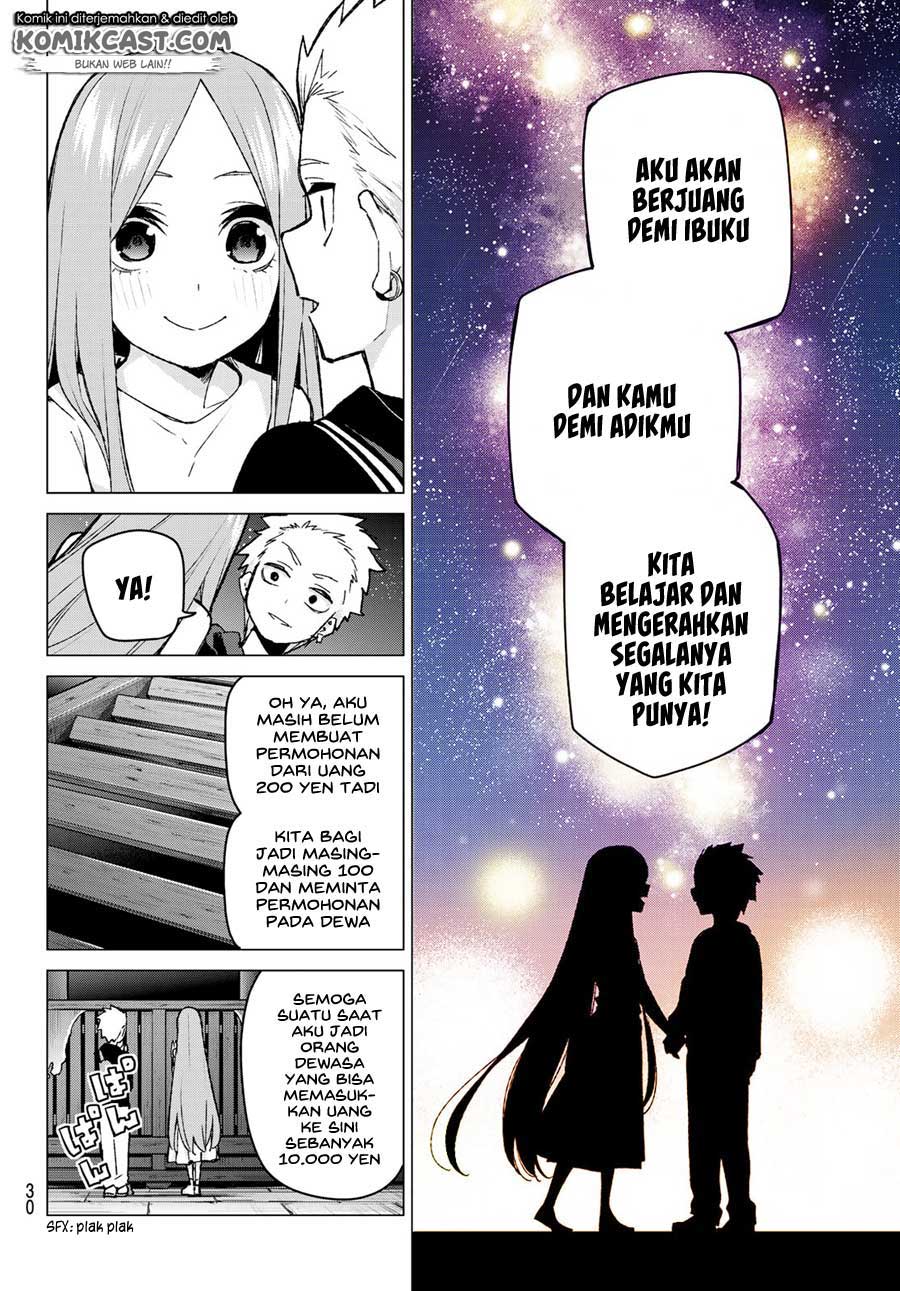 Komik ini diterjemahkan & diedit oleh
KOMIKCAST.COM
BUKAN WEB LAIN!!
AKU AKAN
BERJUANG
DEMI IBUKU
DAN KAMU
DEMI ADIKMU
KITA
BELAJAR DAN
MENGERAHKAN
SEGALANYA
YANG KITA
PUNYA!
YA!
OH YA, AKU
MASIH BELUM
MEMBUAT
PERMOHONAN
DARI UANG
200 YEN TADI
KITA BAGI
JADI MASING-
MASING 100
DAN MEMINTA
PERMOHONAN
PADA DEWA
SEMOGA
SUATU SAAT
AKU JADI
ORANG
DEWASA
YANG BISA
MEMASUK-
KAN UANG
KE SINI
SEBANYAK
10.000 YEN
ぱん
ぱん
SFX: plak plak
30